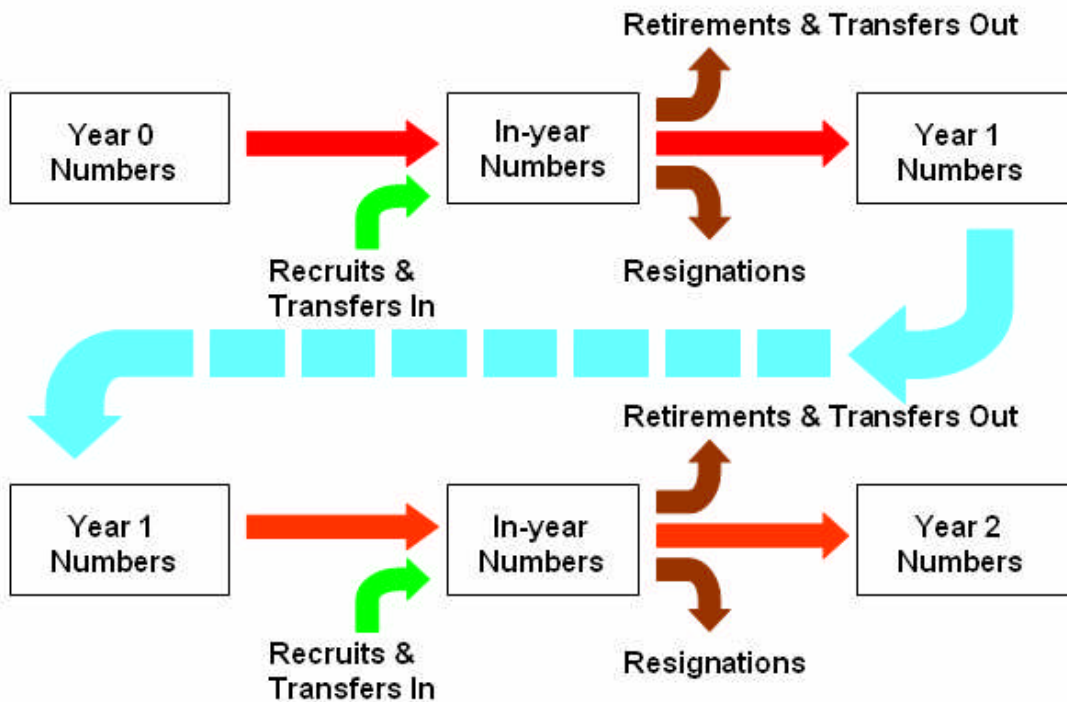 Retirements & Transfers Out
Year 0
Numbers
In-year
Numbers
Year 1
Numbers
Recruits &
Transfers In
Resignations
Retirements & Transfers Out
Year 1
Numbers
In-year
Numbers
Year 2
Numbers
Recruits &
Transfers In
Resignations